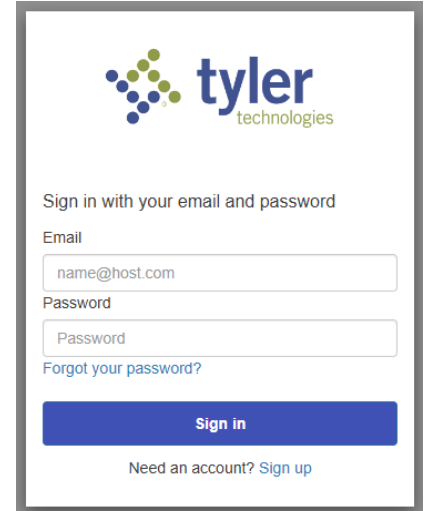 tyler
technologies
Sign in with your email and password
Email
name@host.com
Password
Password
Forgot your password?
Sign in
Need an account? Sign up